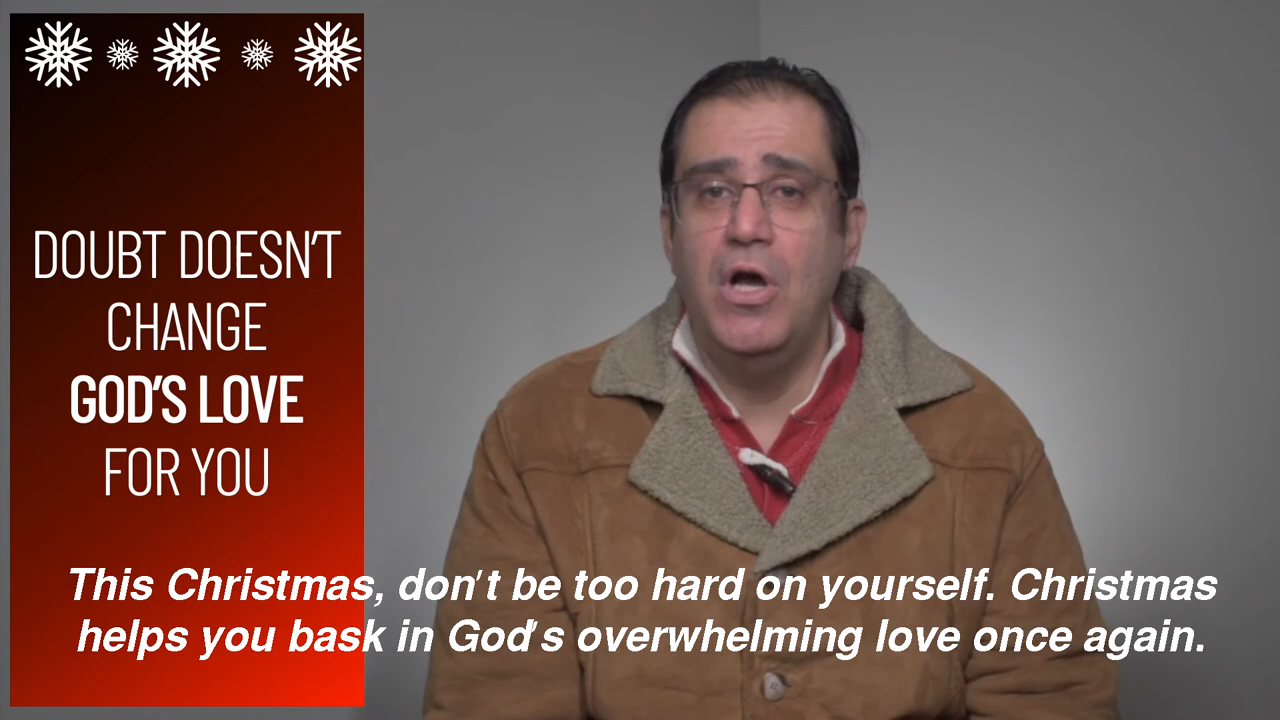 DOUBT DOESN'T
CHANGE
GOD'S LOVE
FOR YOU
This Christmas, don't be too hard on yourself. Christmas
helps you bask in God's overwhelming love once again.